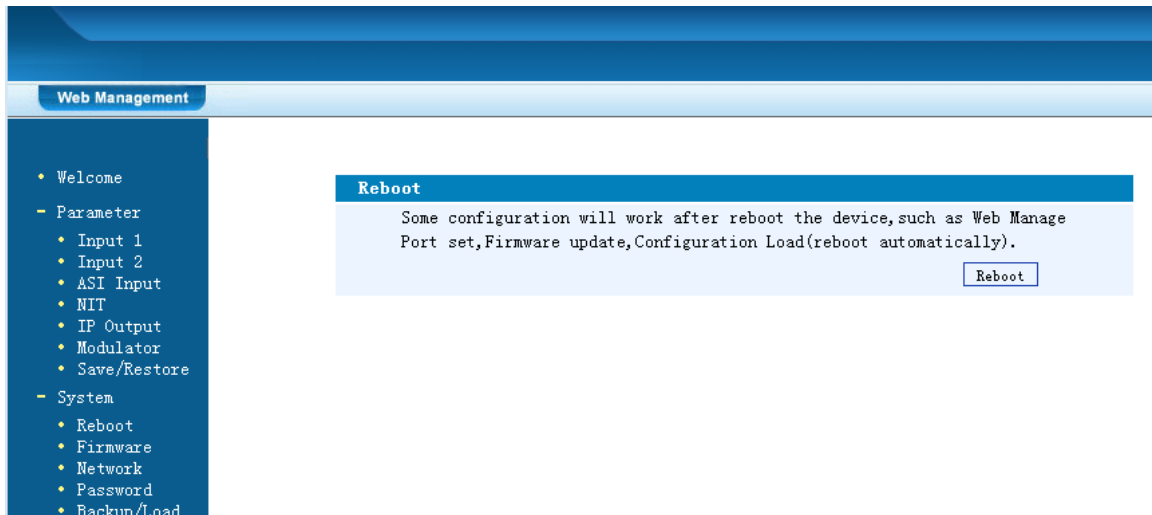 Web Management
Welcome
Parameter
Input 1
Input 2
ASI Input
NIT
IP Output
Modulator
Save/Restore
System
Reboot
Firmware
Network
Password
Backup/Load
Reboot
Some configuration will work after reboot the device,such as Web Manage
Port set,Firmware update,Configuration Load(reboot automatically).
Reboot